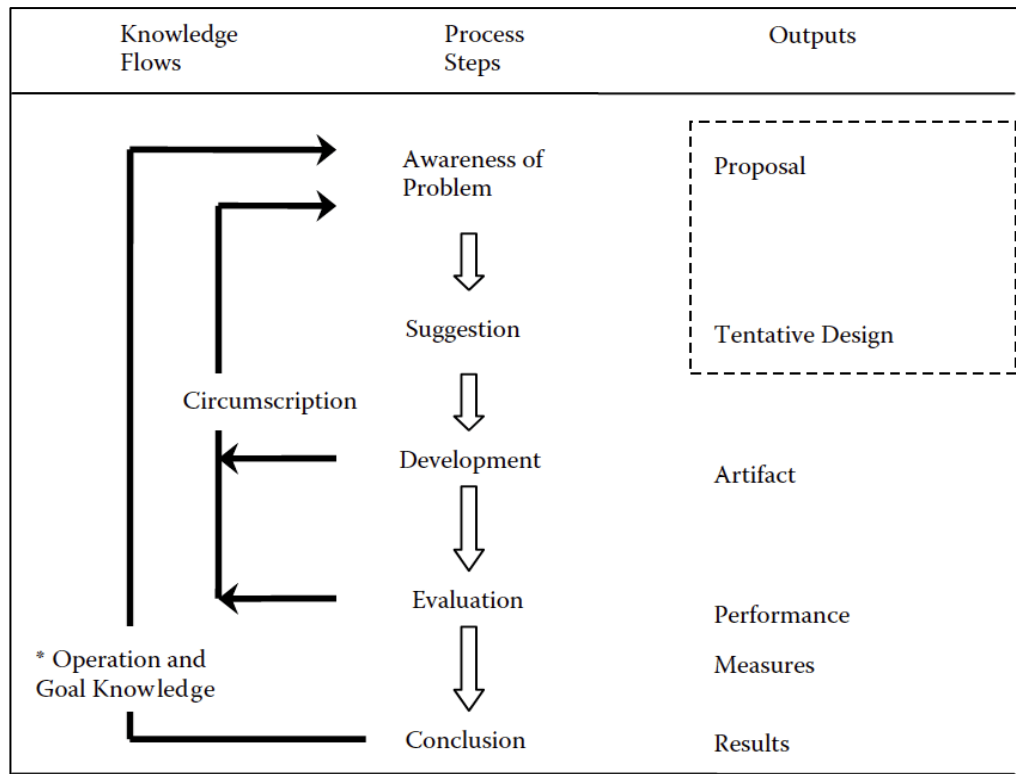 Knowledge
Flows
Process
Steps
Outputs
Awareness of
Problem
Proposal
Suggestion
Tentative Design
Circumscription
Development
Artifact
Evaluation
Performance
Measures
* Operation and
Goal Knowledge
Conclusion
Results